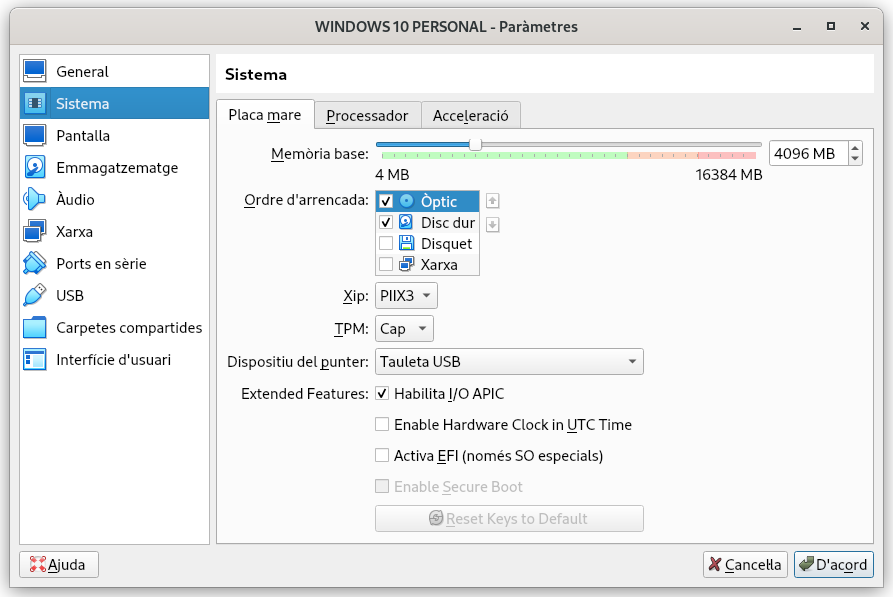 WINDOWS 10 PERSONAL - Paràmetres
General
Sistema
Pantalla
Emmagatzematge
Àudio
Xarxa
Ports en sèrie
USB
Carpetes compartides
Interfície d'usuari
Sistema
Placa mare
Processador
Acceleració
Memòria base:
4096 MB
4 MB
16384 MB
Ordre d'arrencada:
Òptic
Disc dur
Disquet
Xarxa
Xip:
PIIX3
TPM:
Cap
Dispositiu del punter:
Tauleta USB
Extended Features:
Habilita I/O APIC
Enable Hardware Clock in UTC Time
Activa EFI (només SO especials)
Enable Secure Boot
Reset Keys to Default
Ajuda
Canceŀla
D'acord